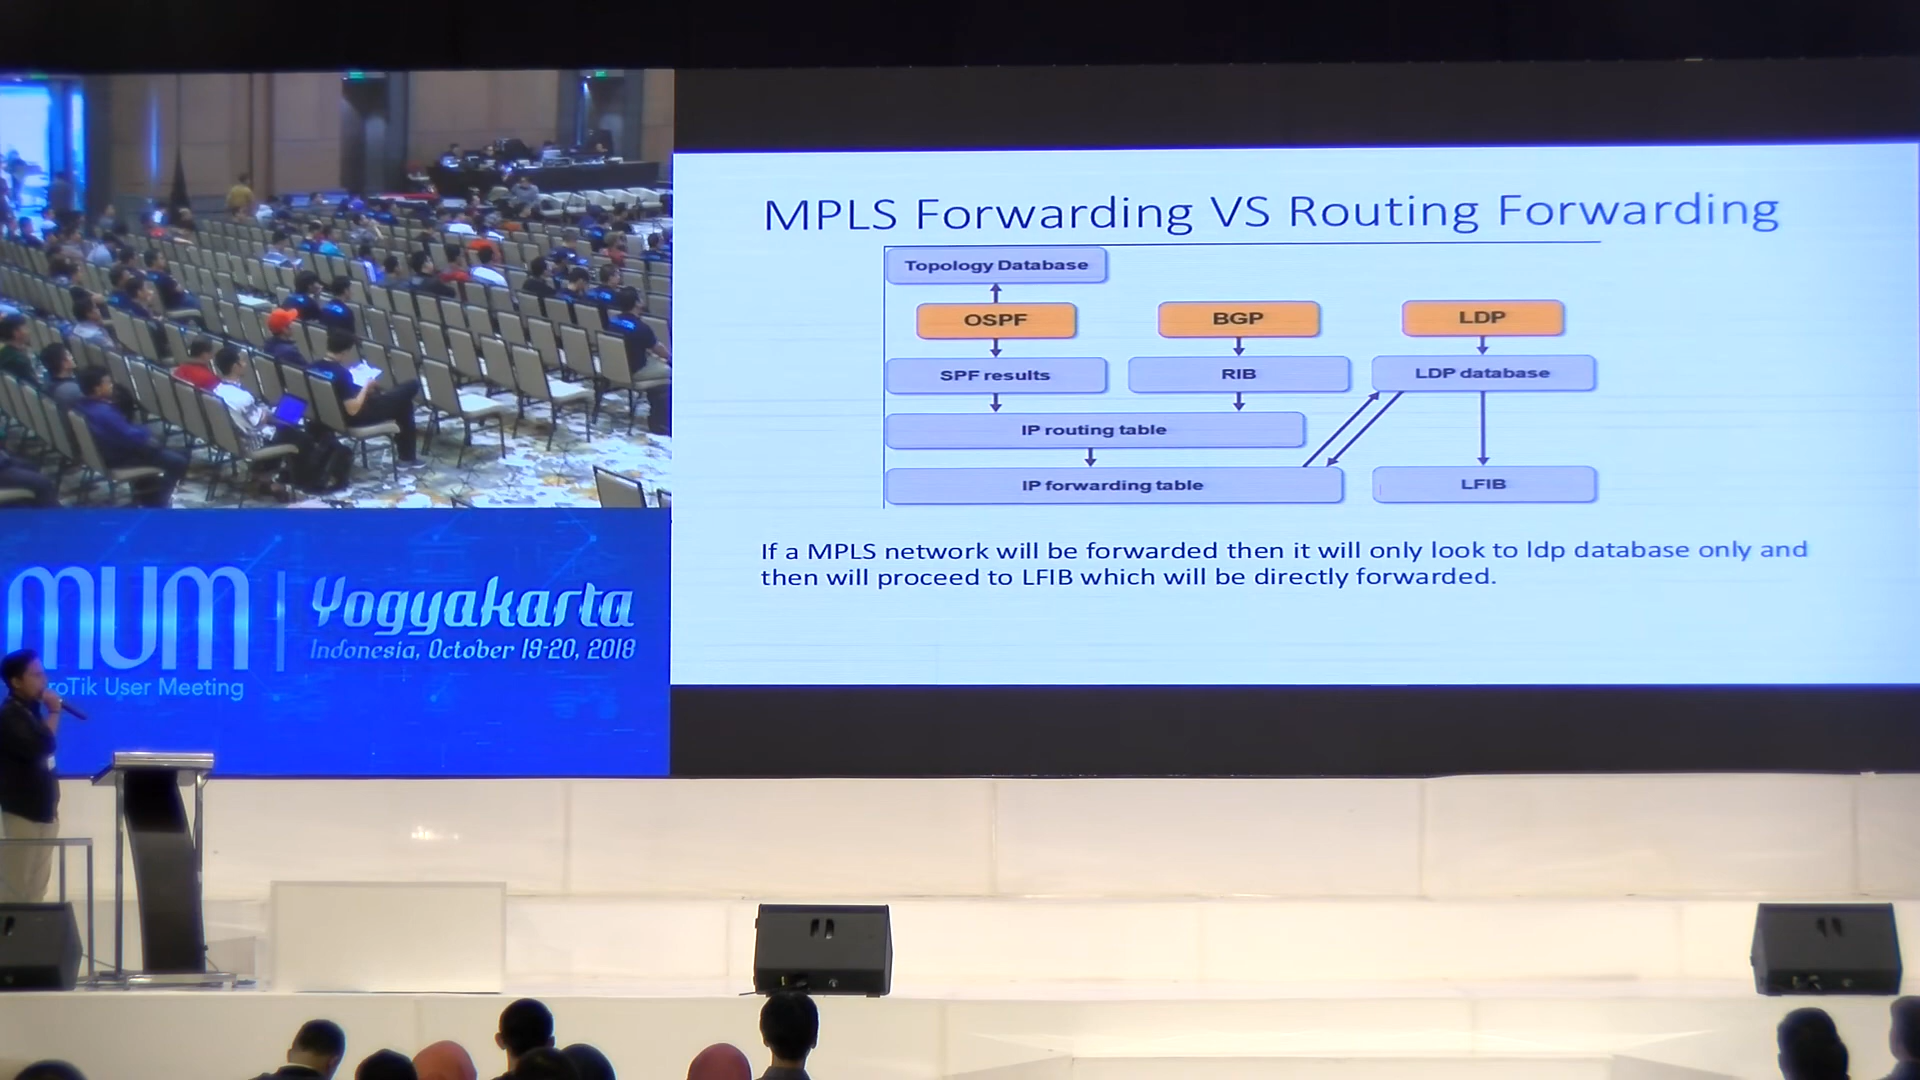 MPLS Forwarding VS Routing Forwarding
Topology Database
OSPF
BGP
LDP
SPF results
RIB
LDP database
IP routing table
IP forwarding table
LFIB
If a MPLS network will be forwarded then it will only look to ldp database only and
then will proceed to LFIB which will be directly forwarded.
MUM
Yogyakarta
Indonesia, October 19-20, 2018
roTik User Meeting